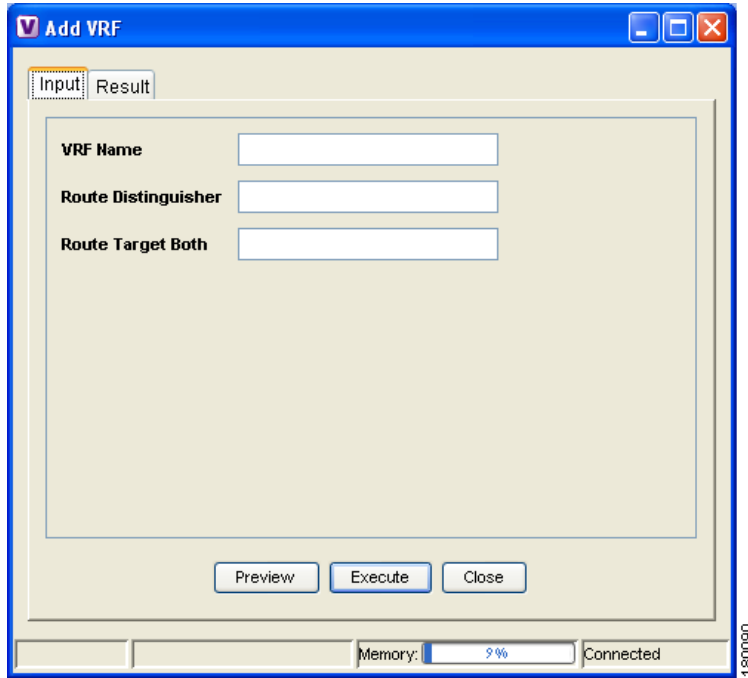 V Add VRF
Input Result
VRF Name
Route Distinguisher
Route Target Both
Preview Execute Close
Memory: 9% Connected
180090